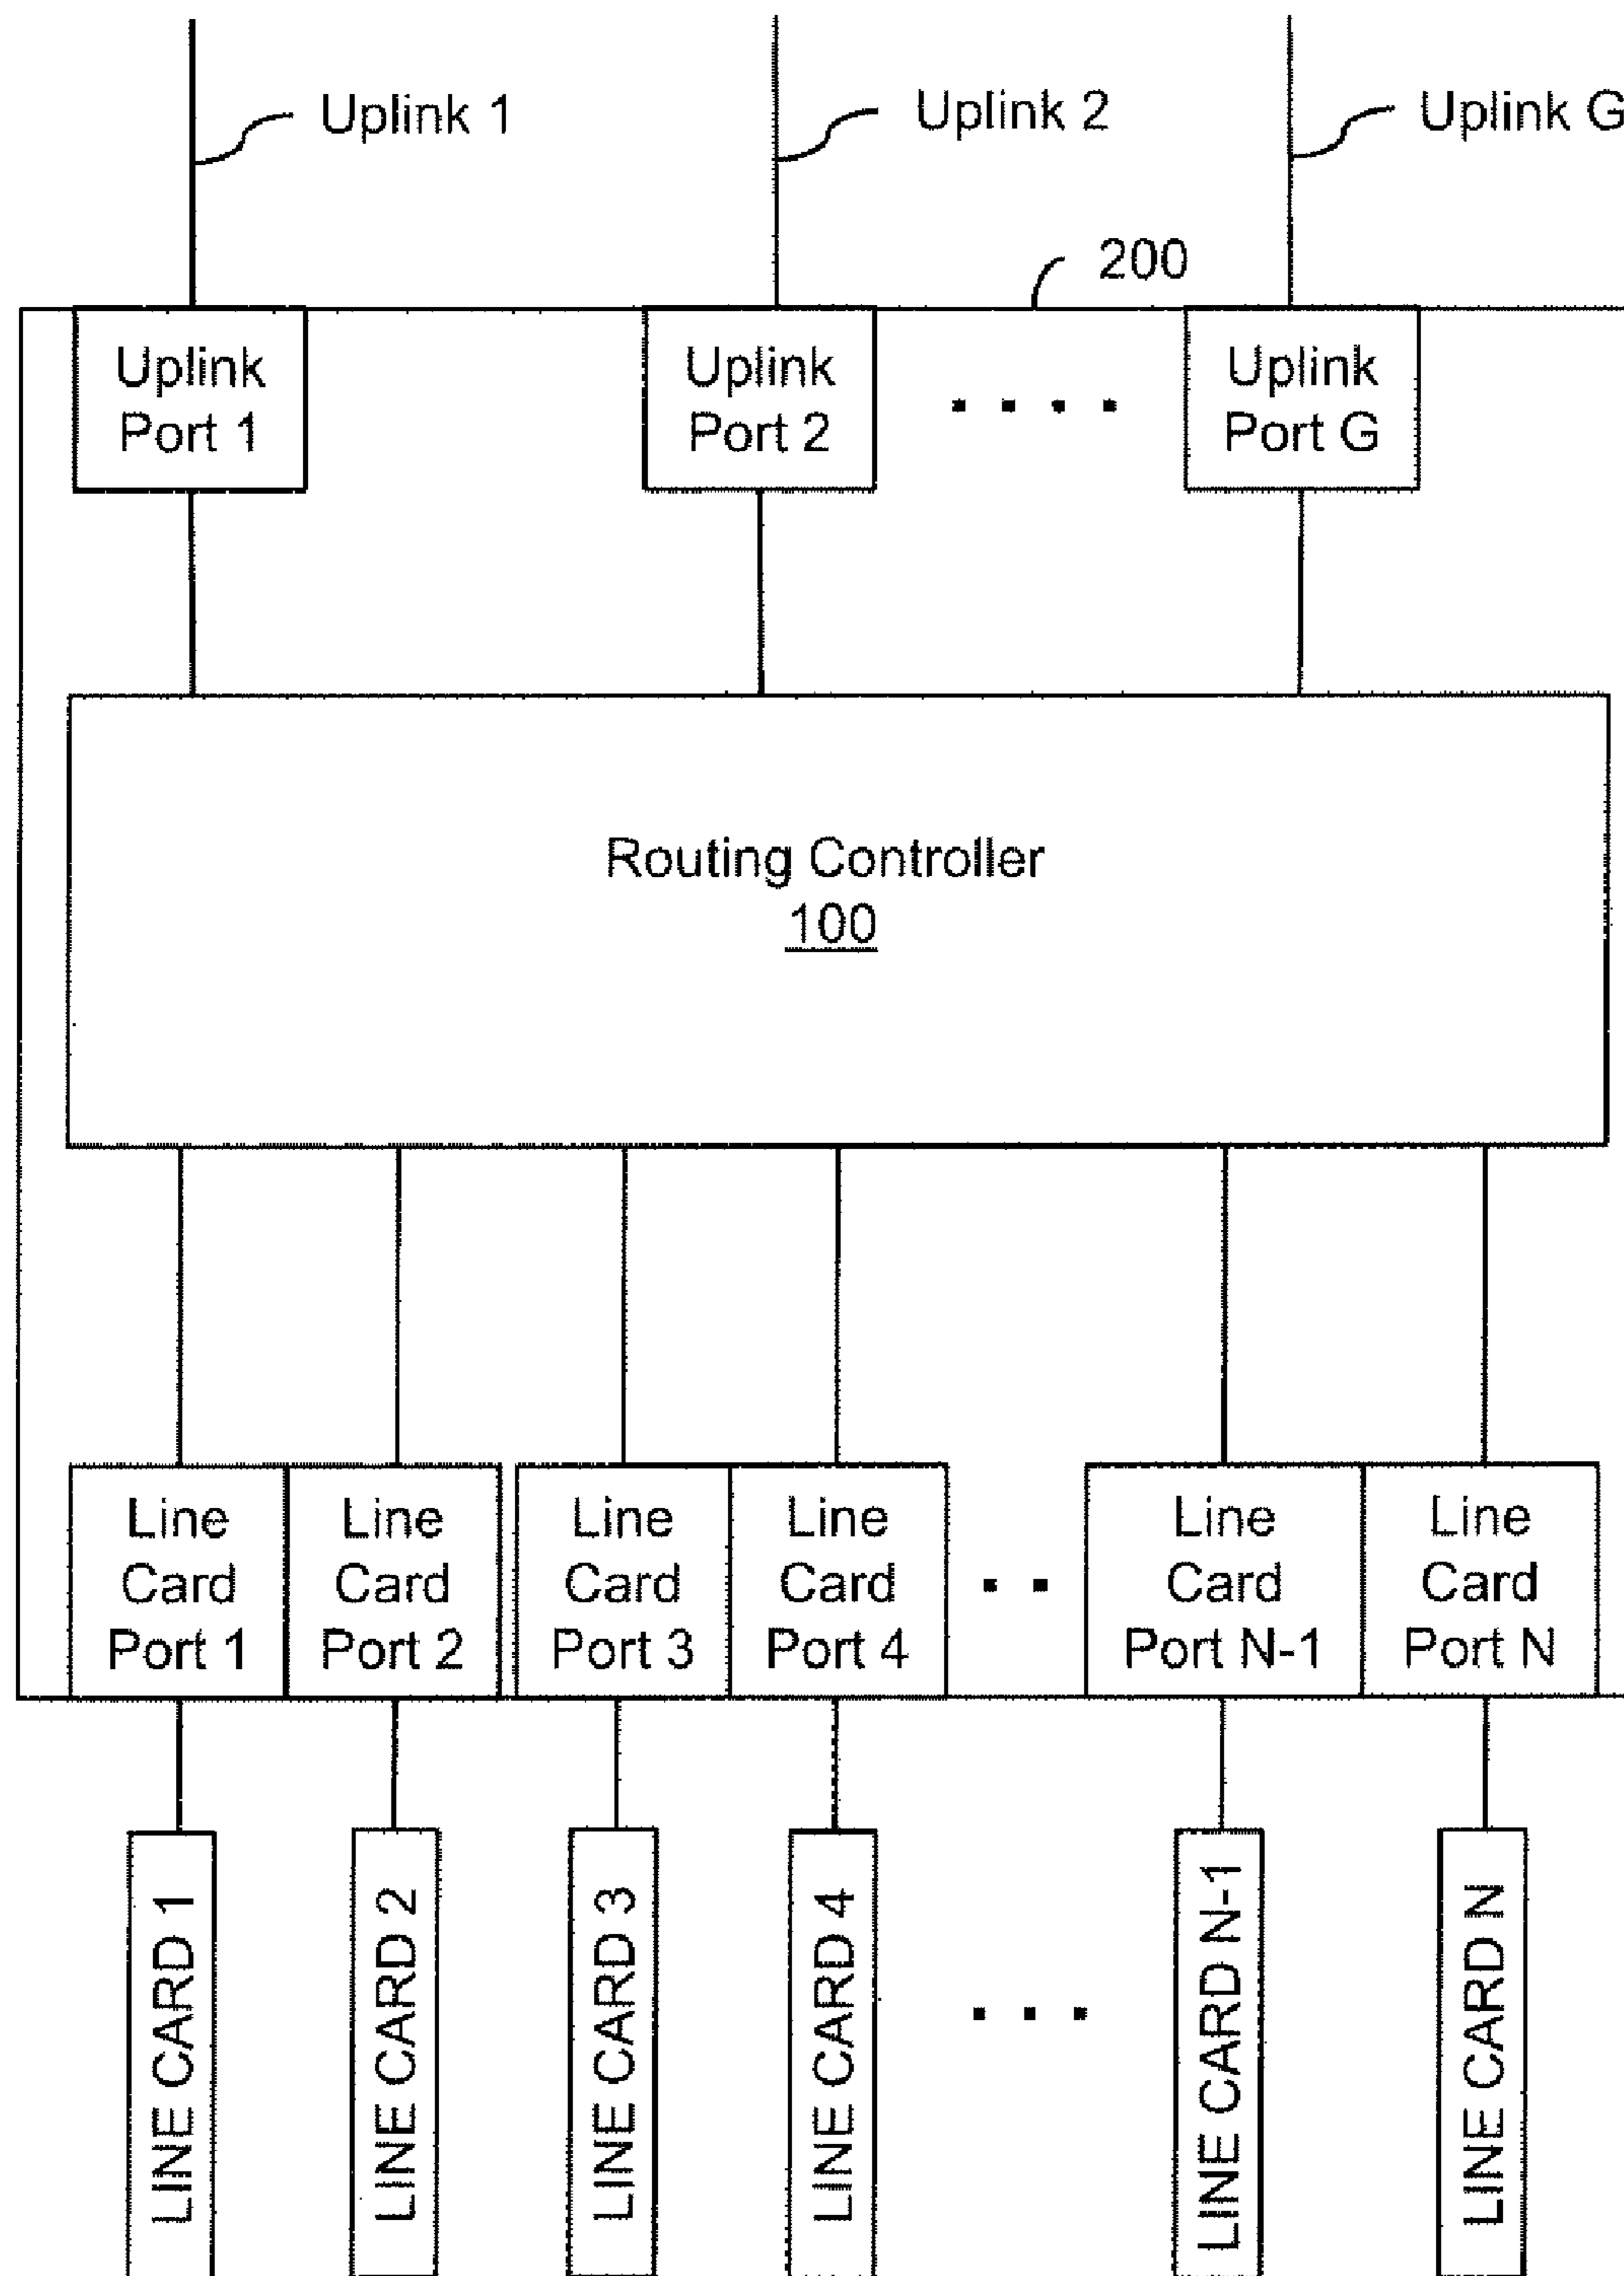 Uplink 1
Uplink 2
Uplink G
200
Uplink
Port 1
Uplink
Port 2
Uplink
Port G
Routing Controller
100
Line
Card
Port 1
Line
Card
Port 2
Line
Card
Port 3
Line
Card
Port 4
Line
Card
Port N-1
Line
Card
Port N
LINE CARD 1
LINE CARD 2
LINE CARD 3
LINE CARD 4
LINE CARD N-1
LINE CARD N